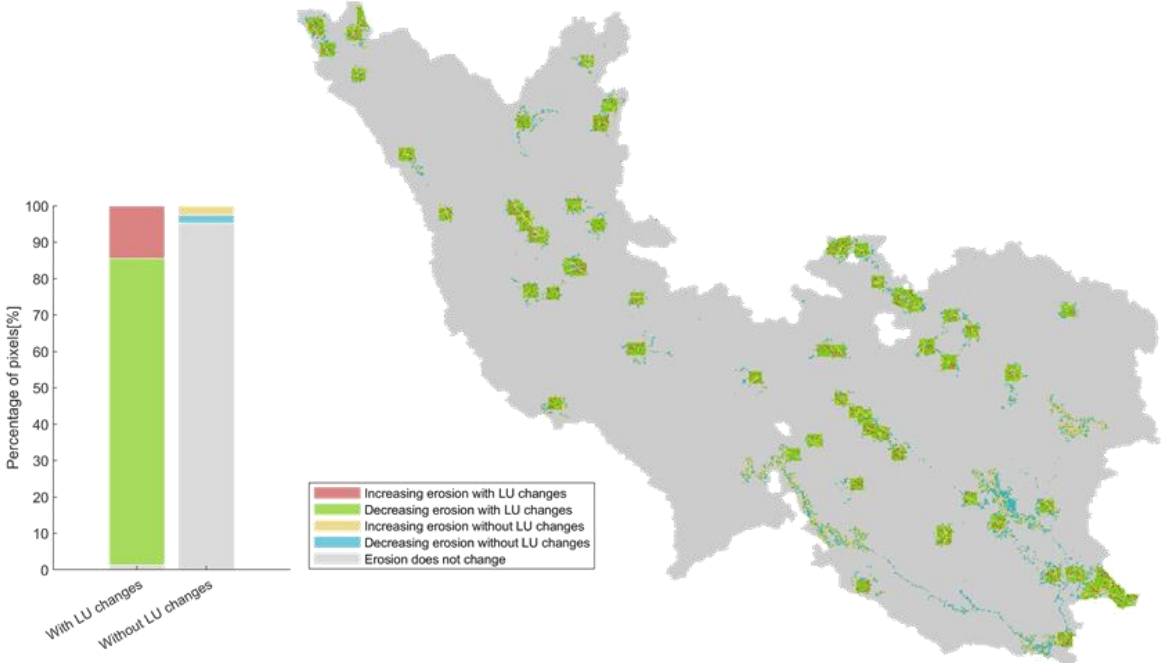 100
90
80
70
60
50
40
30
20
10
0
Percentage of pixels[%]
With LU changes
Without LU changes
Increasing erosion with LU changes
Decreasing erosion with LU changes
Increasing erosion without LU changes
Decreasing erosion without LU changes
Erosion does not change